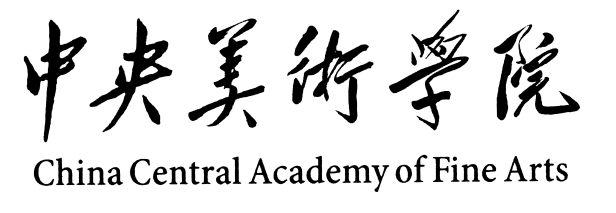 中央美術學院
China Central Academy of Fine Arts